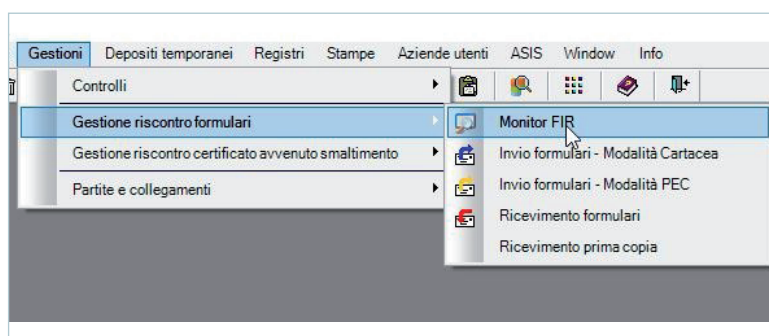 Gestioni Depositi temporanei Registri Stampe Aziende utenti ASIS Window Info
Controlli
Gestione riscontro formulari
Gestione riscontro certificato avvenuto smaltimento
Partite e collegamenti
Monitor FIR
Invio formulari - Modalità Cartacea
Invio formulari - Modalità PEC
Ricevimento formulari
Ricevimento prima copia